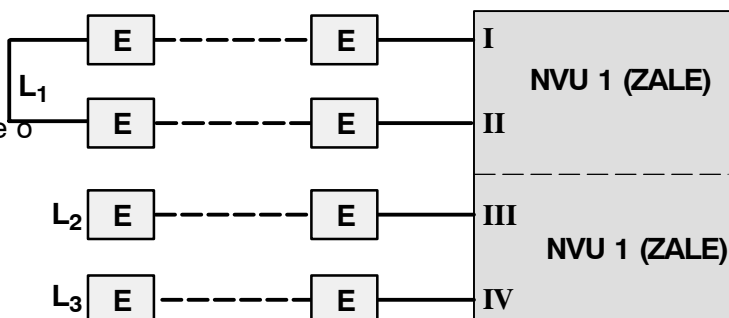 E E I
NVU 1 (ZALE)
L1
E E II
e o
L2 E E III
NVU 1 (ZALE)
L3 E E IV